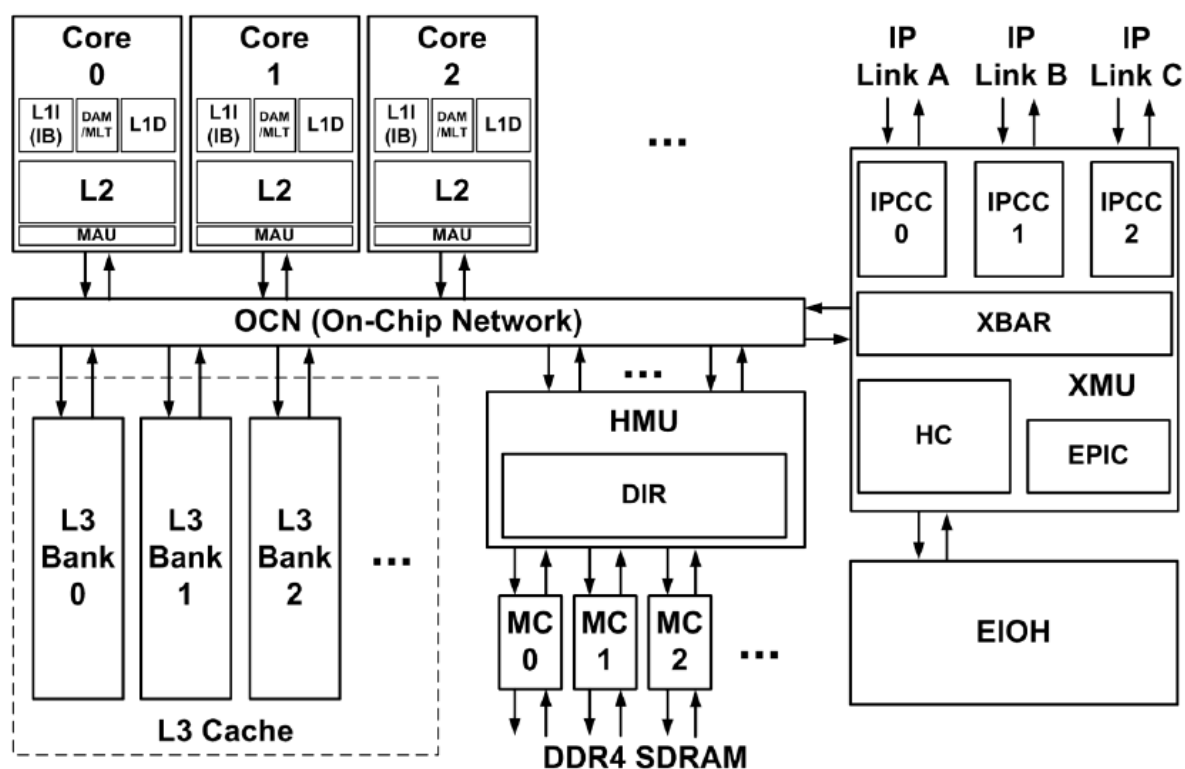 Core
0
L1I
(IB)
DAM
/MLT
L1D
L2
MAU
Core
1
L1I
(IB)
DAM
/MLT
L1D
L2
MAU
Core
2
L1I
(IB)
DAM
/MLT
L1D
L2
MAU
...
IP
Link A
IP
Link B
IP
Link C
IPCC
0
IPCC
1
IPCC
2
XBAR
XMU
HC
EPIC
OCN (On-Chip Network)
L3
Bank
0
L3
Bank
1
L3
Bank
2
...
L3 Cache
...
HMU
DIR
MC
0
MC
1
MC
2
...
DDR4 SDRAM
EIOH